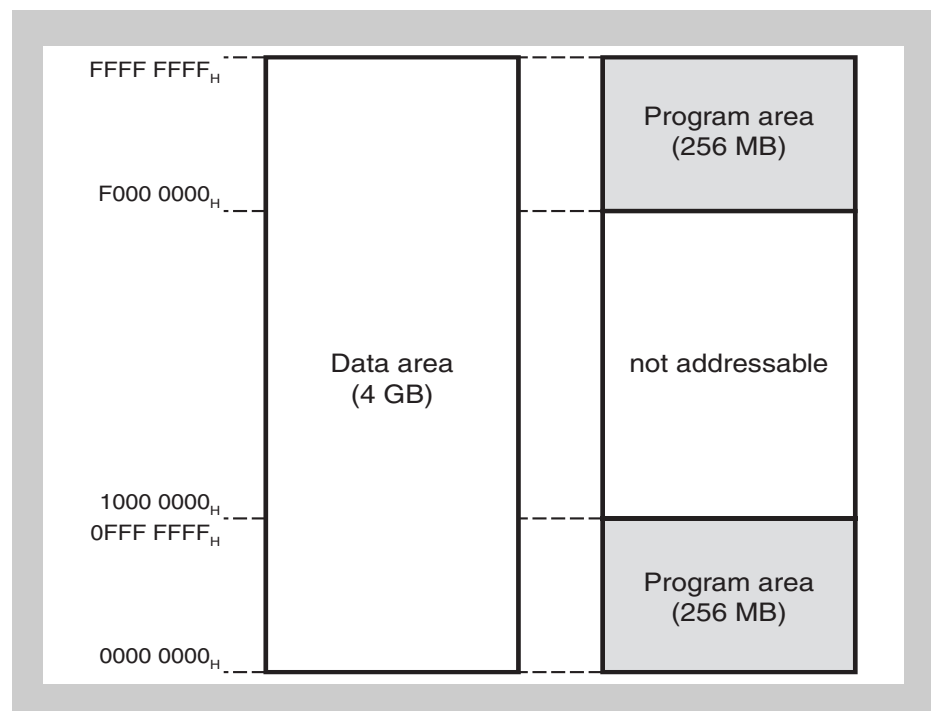 FFFF FFFFH
F000 0000H
1000 0000H
0FFF FFFFH
0000 0000H
Data area
(4 GB)
Program area
(256 MB)
not addressable
Program area
(256 MB)